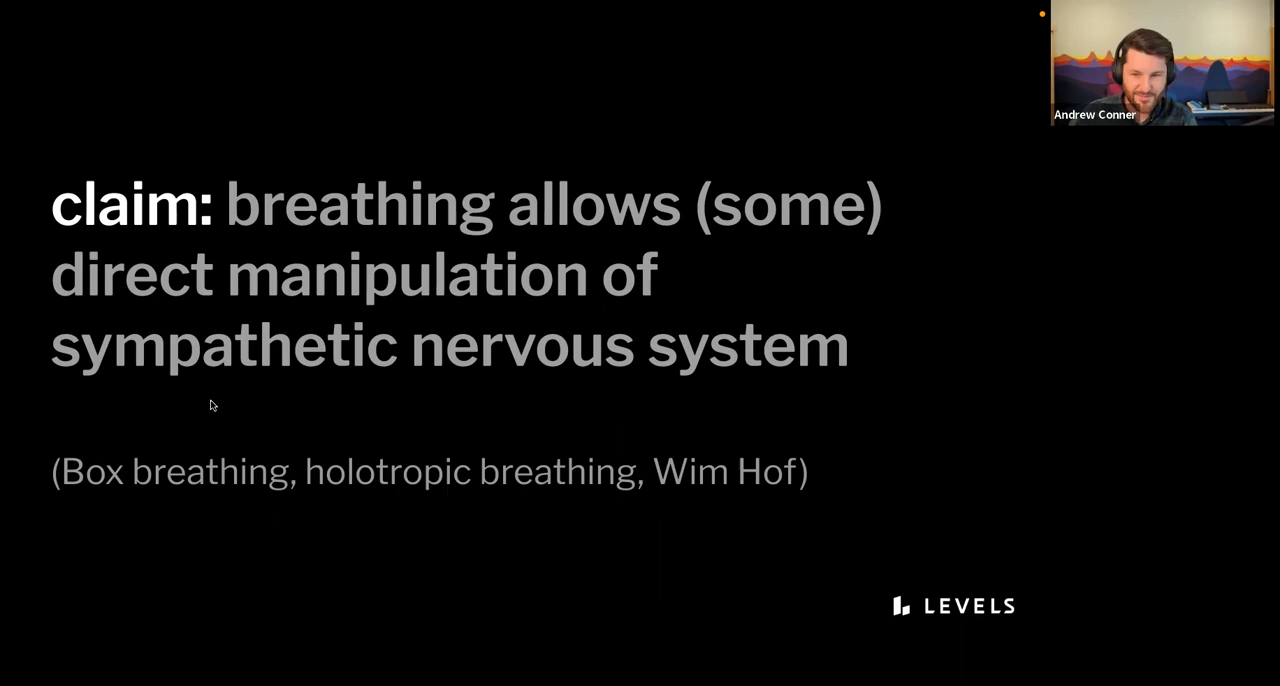 Andrew Conner
claim: breathing allows (some)
direct manipulation of
sympathetic nervous system
(Box breathing, holotropic breathing, Wim Hof)
LEVELS